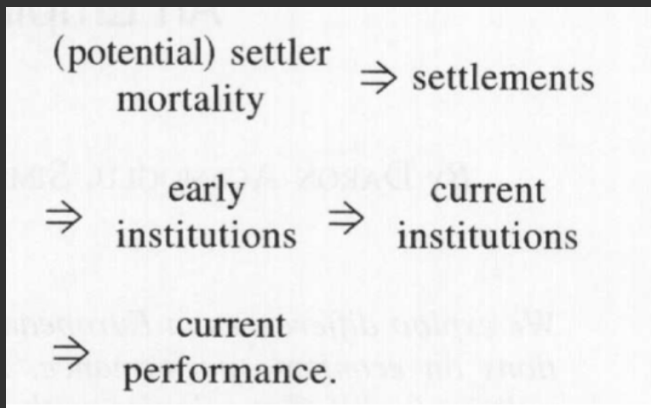 (potential) settler
mortality ⇒ settlements
⇒ early institutions ⇒ current institutions
⇒ current
performance.